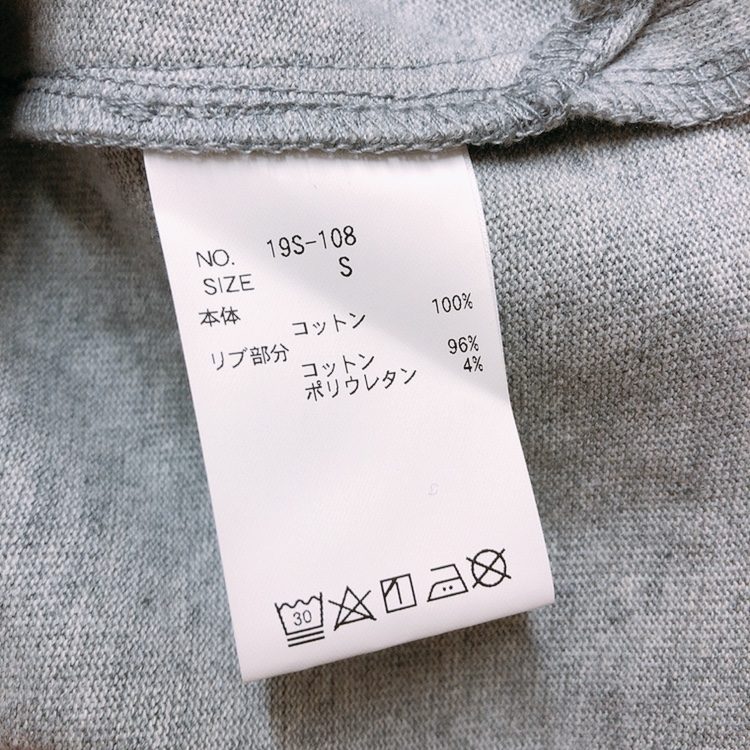 NO. 19S-108
SIZE S
本体
コットン 100%
リブ部分
コットン 96%
ポリウレタン 4%
30